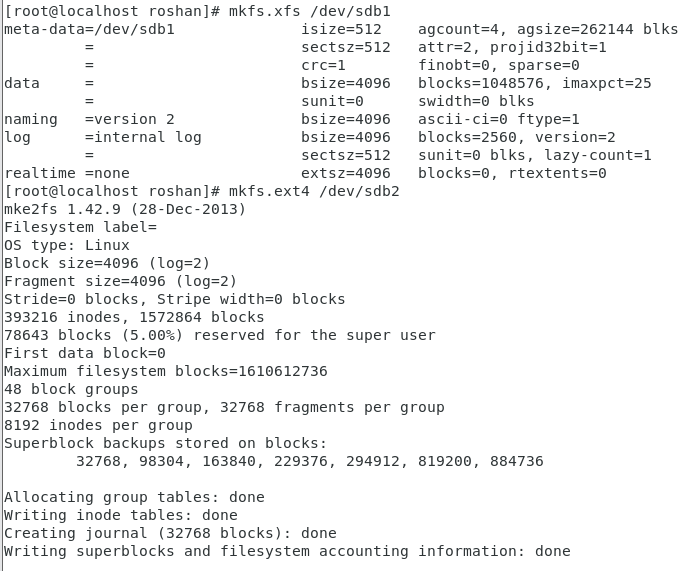 [root@localhost roshan]# mkfs.xfs /dev/sdb1
meta-data=/dev/sdb1              isize=512    agcount=4, agsize=262144 blks
         =                       sectsz=512   attr=2, projid32bit=1
         =                       crc=1        finobt=0, sparse=0
data     =                       bsize=4096   blocks=1048576, imaxpct=25
         =                       sunit=0      swidth=0 blks
naming   =version 2              bsize=4096   ascii-ci=0 ftype=1
log      =internal log           bsize=4096   blocks=2560, version=2
         =                       sectsz=512   sunit=0 blks, lazy-count=1
realtime =none                   extsz=4096   blocks=0, rtextents=0
[root@localhost roshan]# mkfs.ext4 /dev/sdb2
mke2fs 1.42.9 (28-Dec-2013)
Filesystem label=
OS type: Linux
Block size=4096 (log=2)
Fragment size=4096 (log=2)
Stride=0 blocks, Stripe width=0 blocks
393216 inodes, 1572864 blocks
78643 blocks (5.00%) reserved for the super user
First data block=0
Maximum filesystem blocks=1610612736
48 block groups
32768 blocks per group, 32768 fragments per group
8192 inodes per group
Superblock backups stored on blocks:
        32768, 98304, 163840, 229376, 294912, 819200, 884736

Allocating group tables: done
Writing inode tables: done
Creating journal (32768 blocks): done
Writing superblocks and filesystem accounting information: done